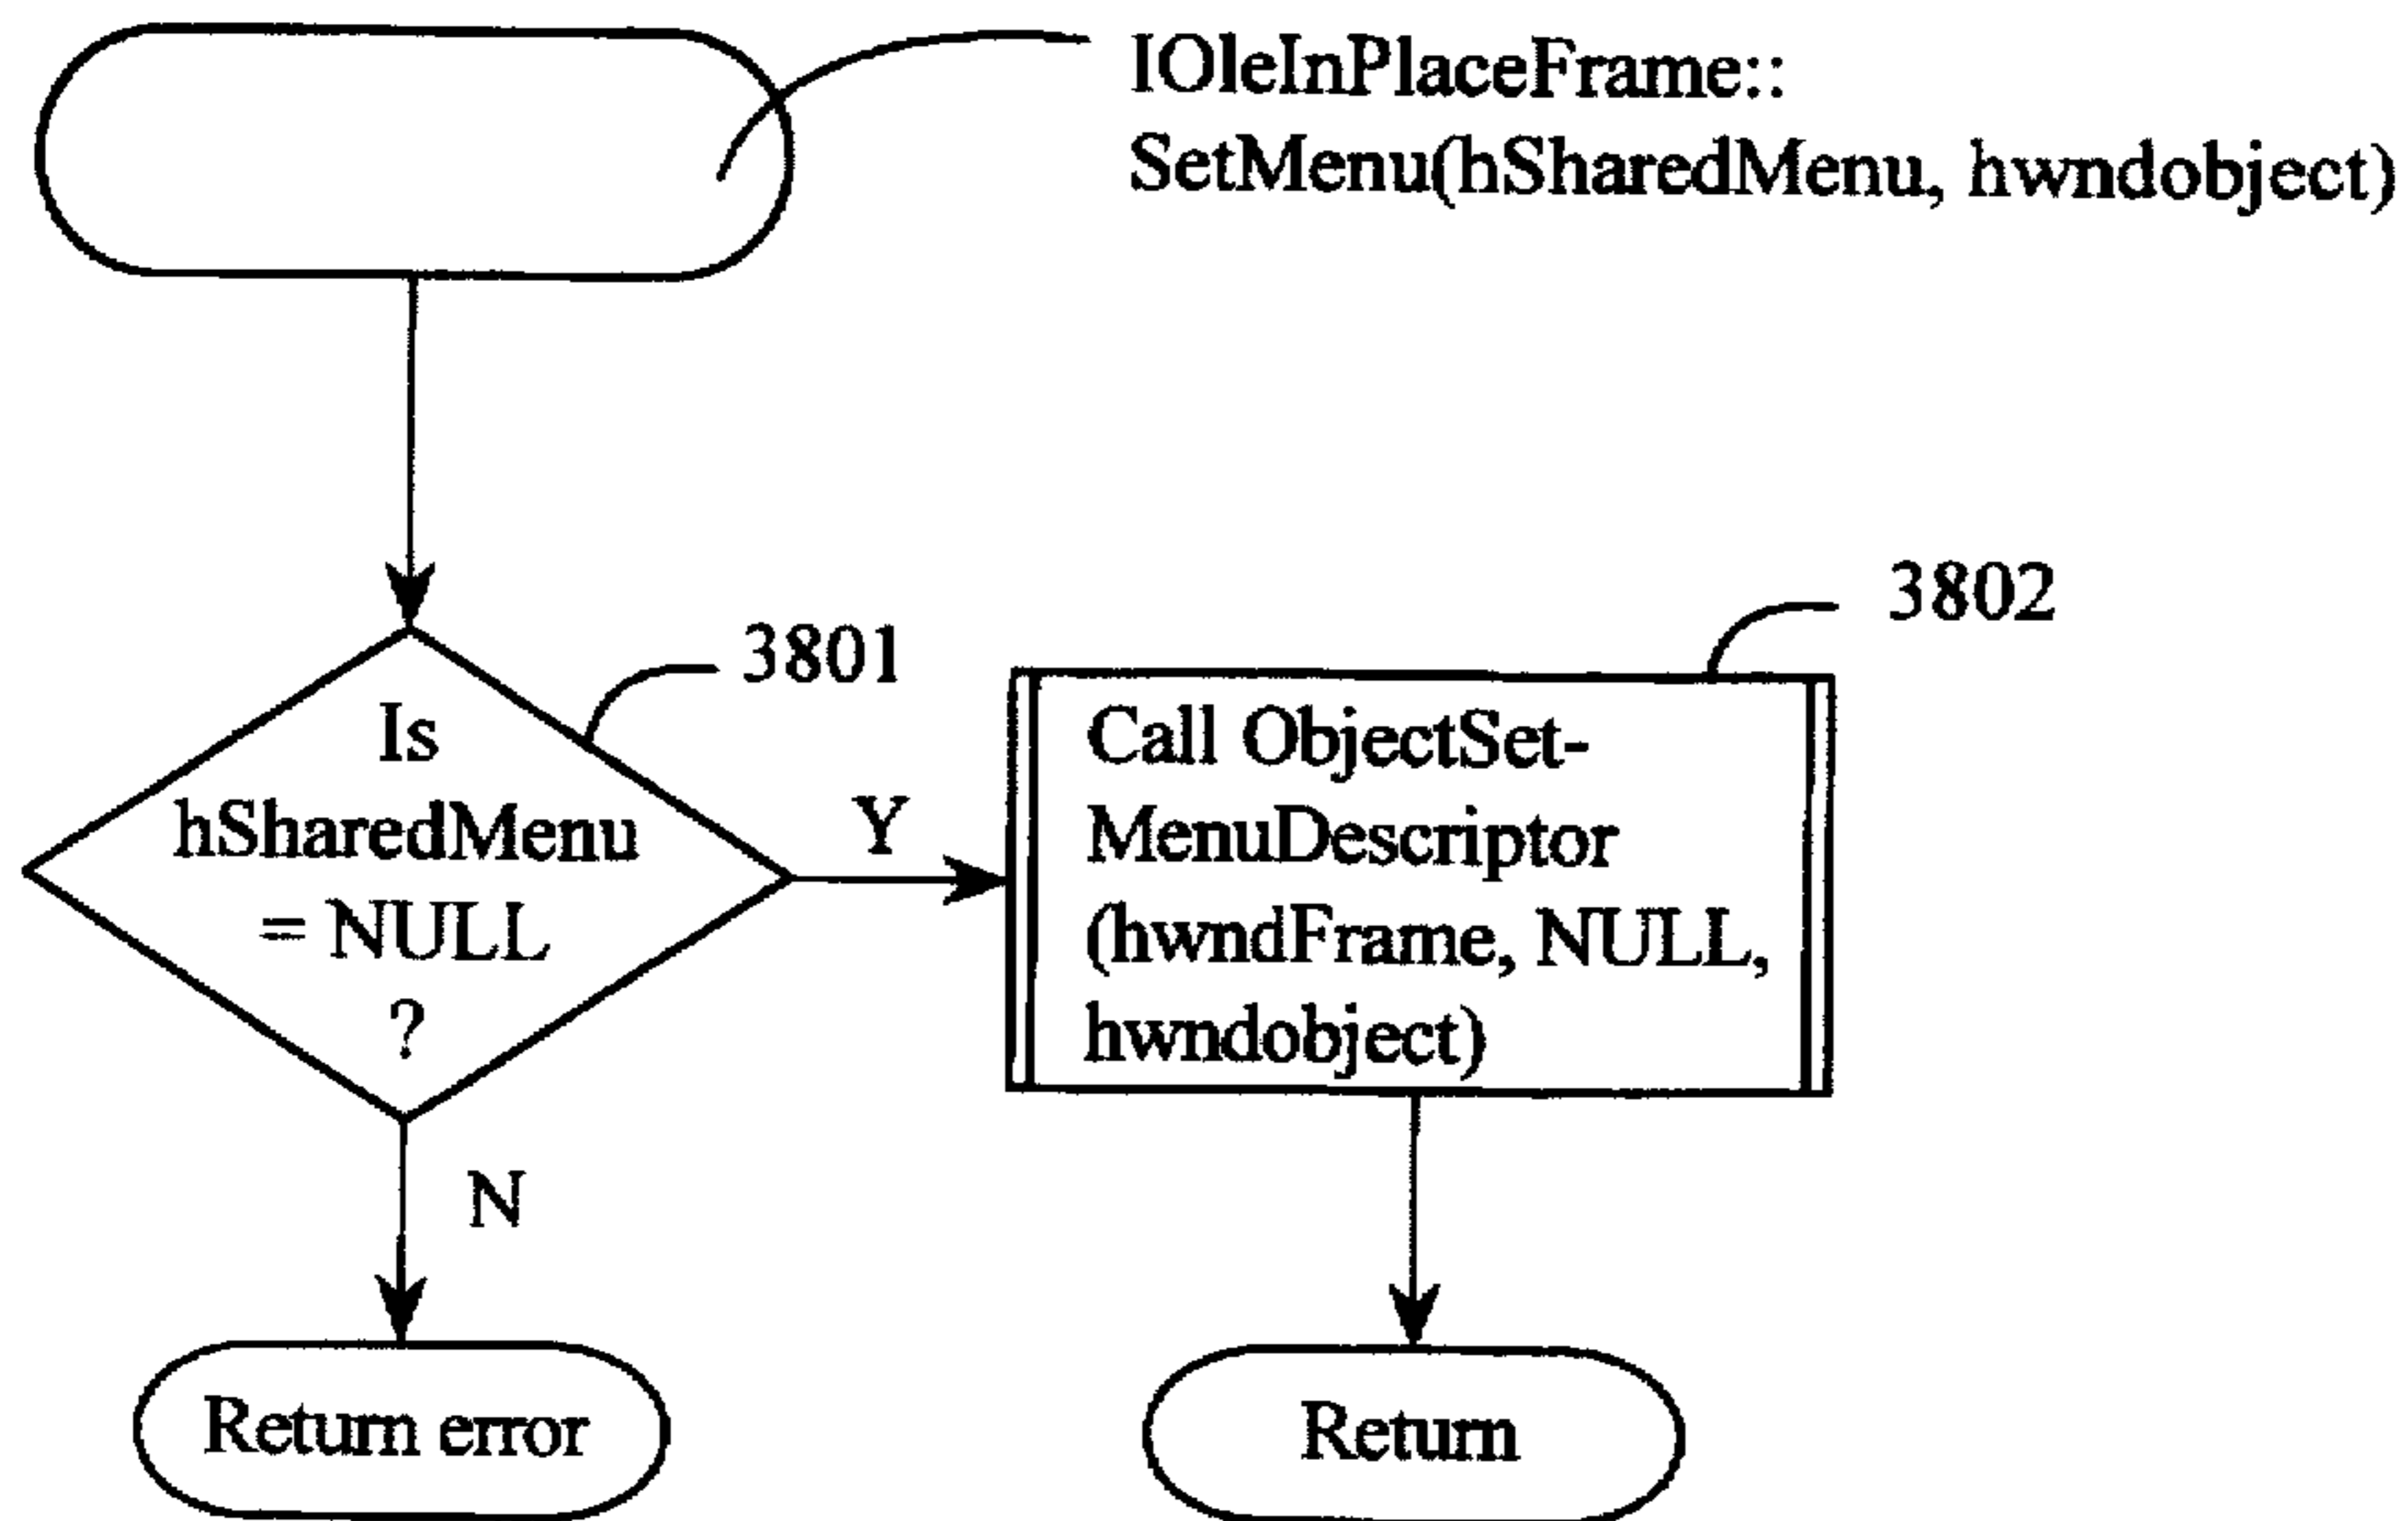 IOleInPlaceFrame::
SetMenu(hSharedMenu, hwndobject)
3801
Is
hSharedMenu
= NULL
?
Y
N
3802
Call ObjectSet-
MenuDescriptor
(hwndFrame, NULL,
hwndobject)
Return error
Return